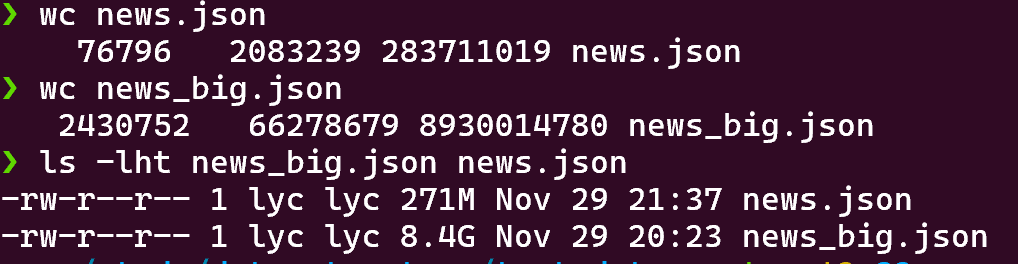 ❯ wc news.json
76796 2083239 283711019 news.json
❯ wc news_big.json
2430752 66278679 8930014780 news_big.json
❯ ls -lht news_big.json news.json
-rw-r--r-- 1 lyc lyc 271M Nov 29 21:37 news.json
-rw-r--r-- 1 lyc lyc 8.4G Nov 29 20:23 news_big.json